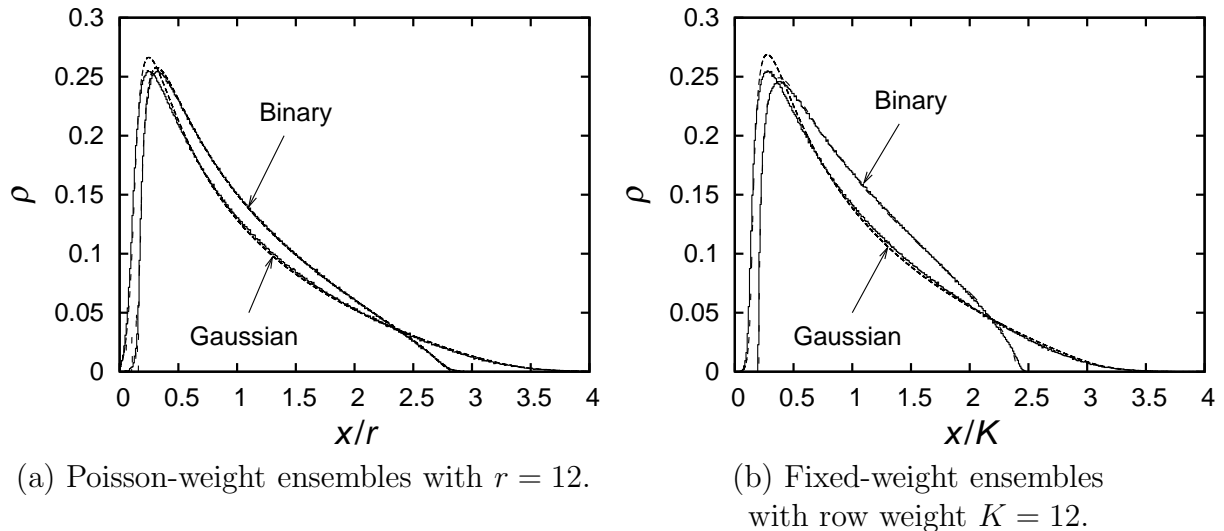 0.3
0.25
0.2
0.15
0.1
0.05
0
ρ
Binary
Gaussian
0 0.5 1 1.5 2 2.5 3 3.5 4
x/r
(a) Poisson-weight ensembles with r = 12.
0.3
0.25
0.2
0.15
0.1
0.05
0
ρ
Binary
Gaussian
0 0.5 1 1.5 2 2.5 3 3.5 4
x/K
(b) Fixed-weight ensembles
with row weight K = 12.